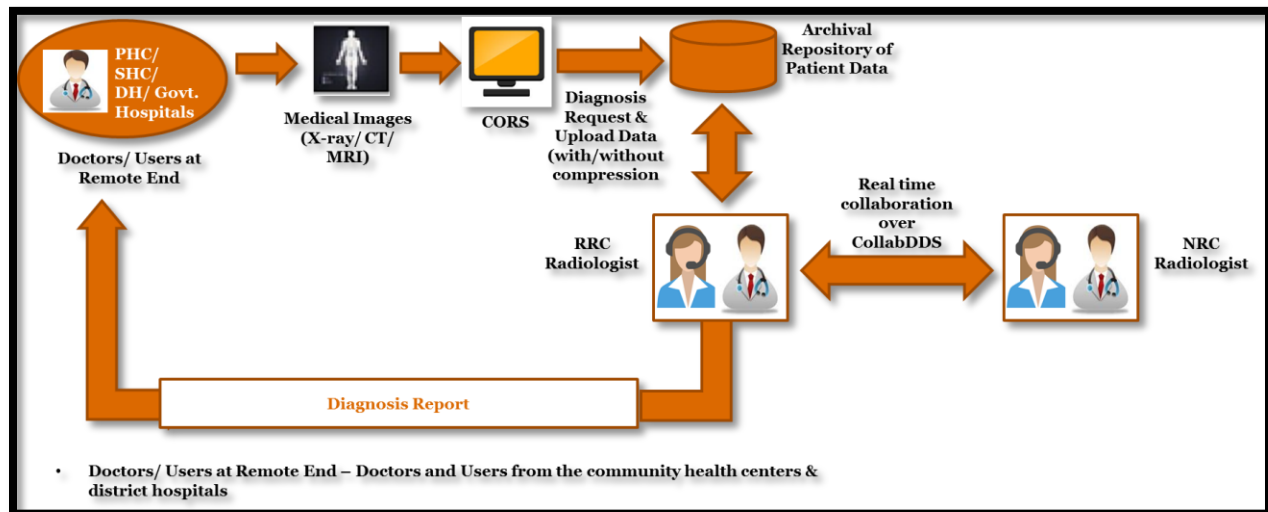 PHC/
SHC/
DH/ Govt.
Hospitals
Doctors/ Users at
Remote End
Medical Images
(X-ray/ CT/
MRI)
CORS
Diagnosis
Request &
Upload Data
(with/without
compression
Archival
Repository of
Patient Data
RRC
Radiologist
Real time
collaboration
over
CollabDDS
NRC
Radiologist
Diagnosis Report
• Doctors/ Users at Remote End – Doctors and Users from the community health centers &
district hospitals